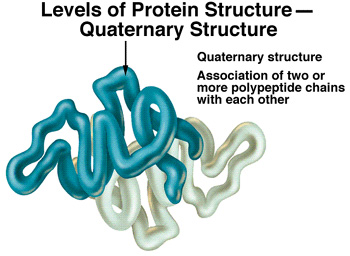 Levels of Protein Structure—
Quaternary Structure
Quaternary structure
Association of two or
more polypeptide chains
with each other